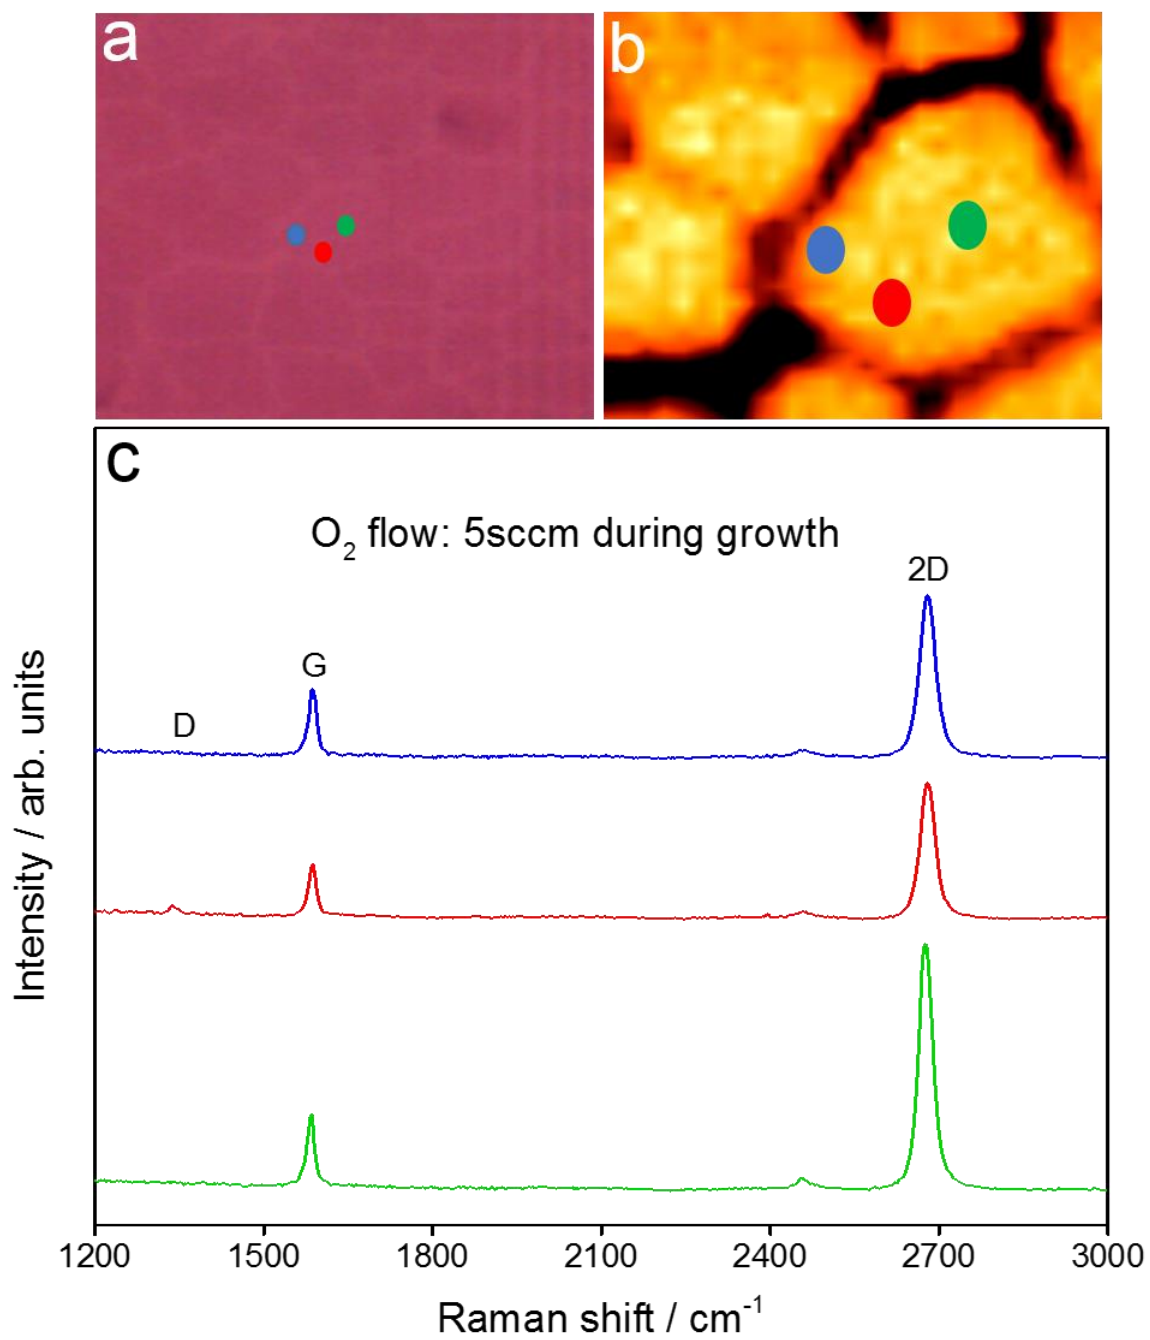 a
b
c
O₂ flow: 5sccm during growth
2D
G
D
Intensity / arb. units
1200 1500 1800 2100 2400 2700 3000
Raman shift / cm⁻¹